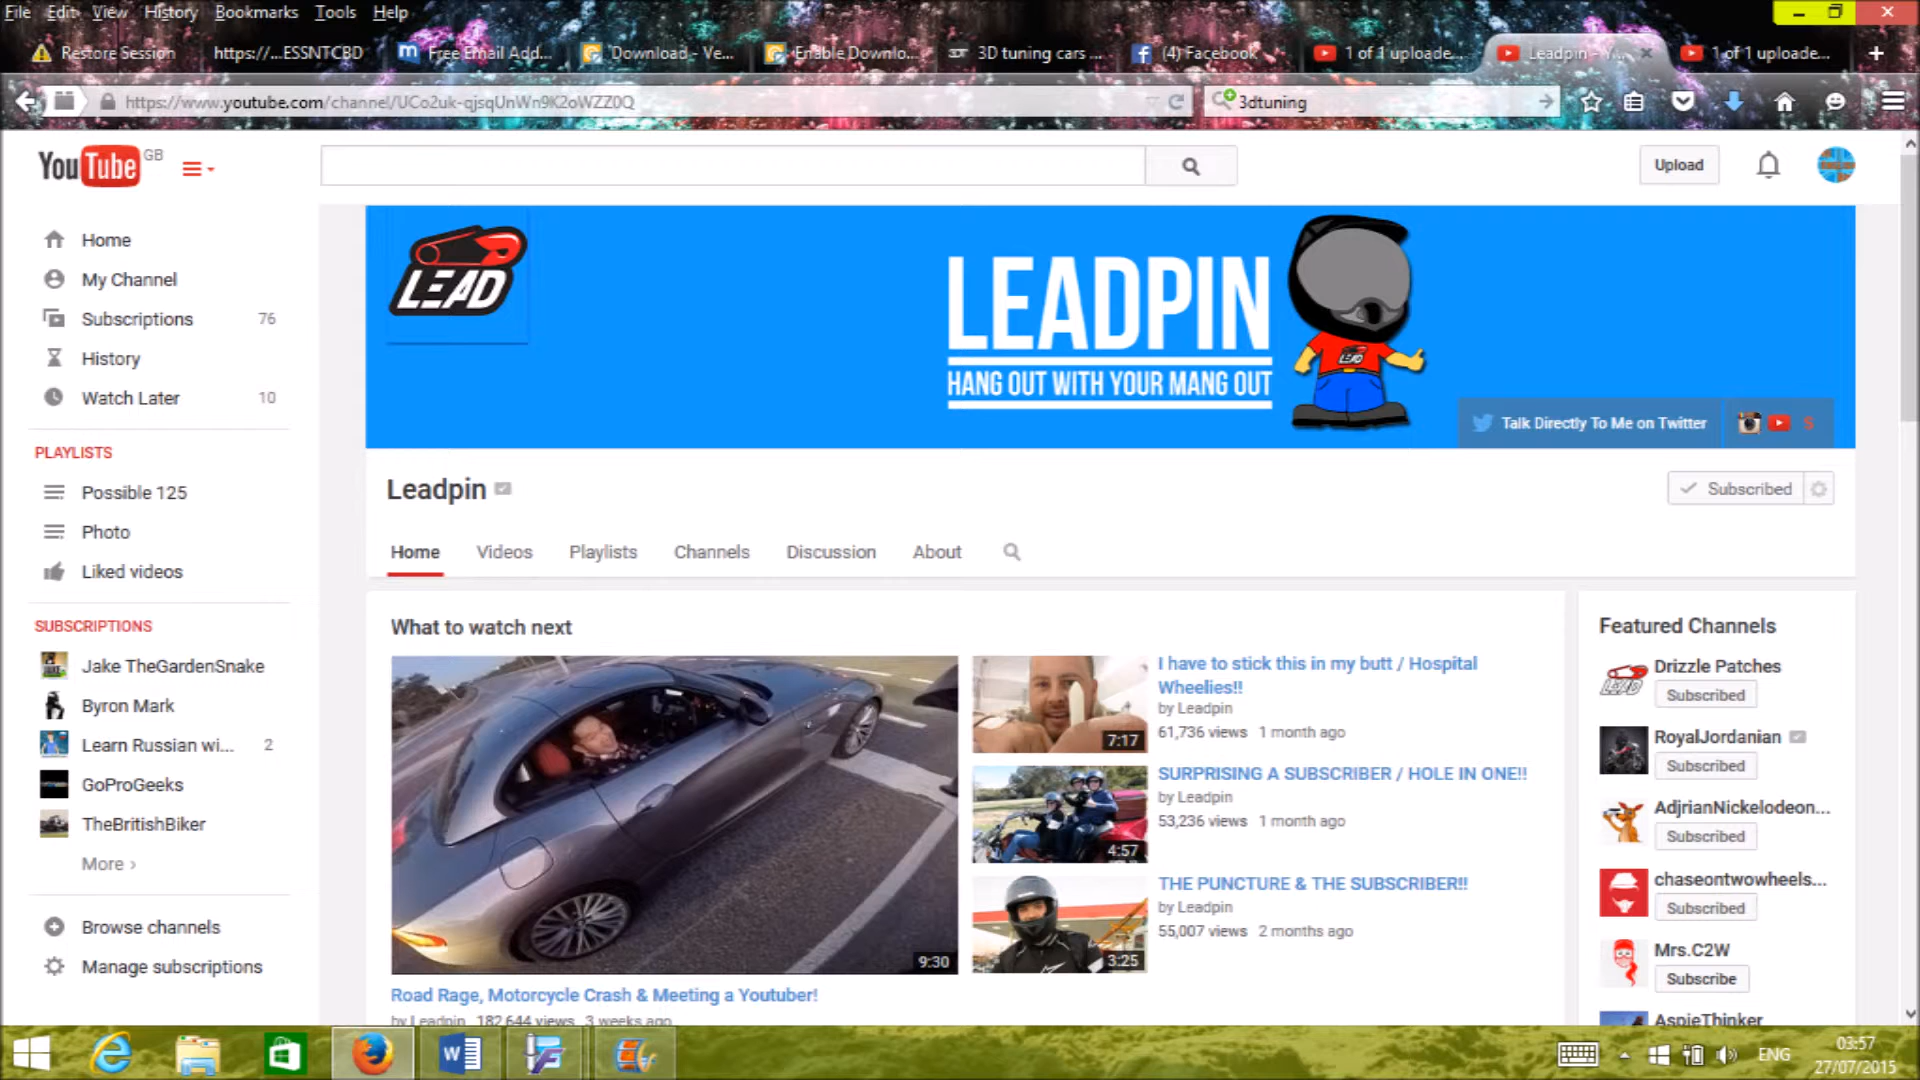 File Edit View History Bookmarks Tools Help
Restore Session https://...ESSNTCBD Free Email Add... Download - Ve... Enable Downlo... 3D tuning cars ... (4) Facebook 1 of 1 uploade... Leadpin - Y... 1 of 1 uploade...
https://www.youtube.com/channel/UCo2uk-qjsqUnWn9K2oWZZ0Q 3dtuning
YouTube GB
Upload
Home
My Channel
Subscriptions 76
History
Watch Later 10
PLAYLISTS
Possible 125
Photo
Liked videos
SUBSCRIPTIONS
Jake TheGardenSnake
Byron Mark
Learn Russian wi... 2
GoProGeeks
TheBritishBiker
More ›
Browse channels
Manage subscriptions
LEAD
LEADPIN
HANG OUT WITH YOUR MANG OUT
LEAD
Talk Directly To Me on Twitter S
Leadpin
Subscribed
Home Videos Playlists Channels Discussion About
What to watch next
9:30
Road Rage, Motorcycle Crash & Meeting a Youtuber!
by Leadpin 182,644 views 3 weeks ago
I have to stick this in my butt / Hospital
Wheelies!!
by Leadpin
61,736 views 1 month ago
7:17
SURPRISING A SUBSCRIBER / HOLE IN ONE!!
by Leadpin
53,236 views 1 month ago
4:57
THE PUNCTURE & THE SUBSCRIBER!!
by Leadpin
55,007 views 2 months ago
3:25
Featured Channels
Drizzle Patches
Subscribed
RoyalJordanian
Subscribed
AdjrianNickelodeon...
Subscribed
chaseontwowheels...
Subscribed
Mrs.C2W
Subscribe
AspieThinker
ENG
03:57
27/07/2015